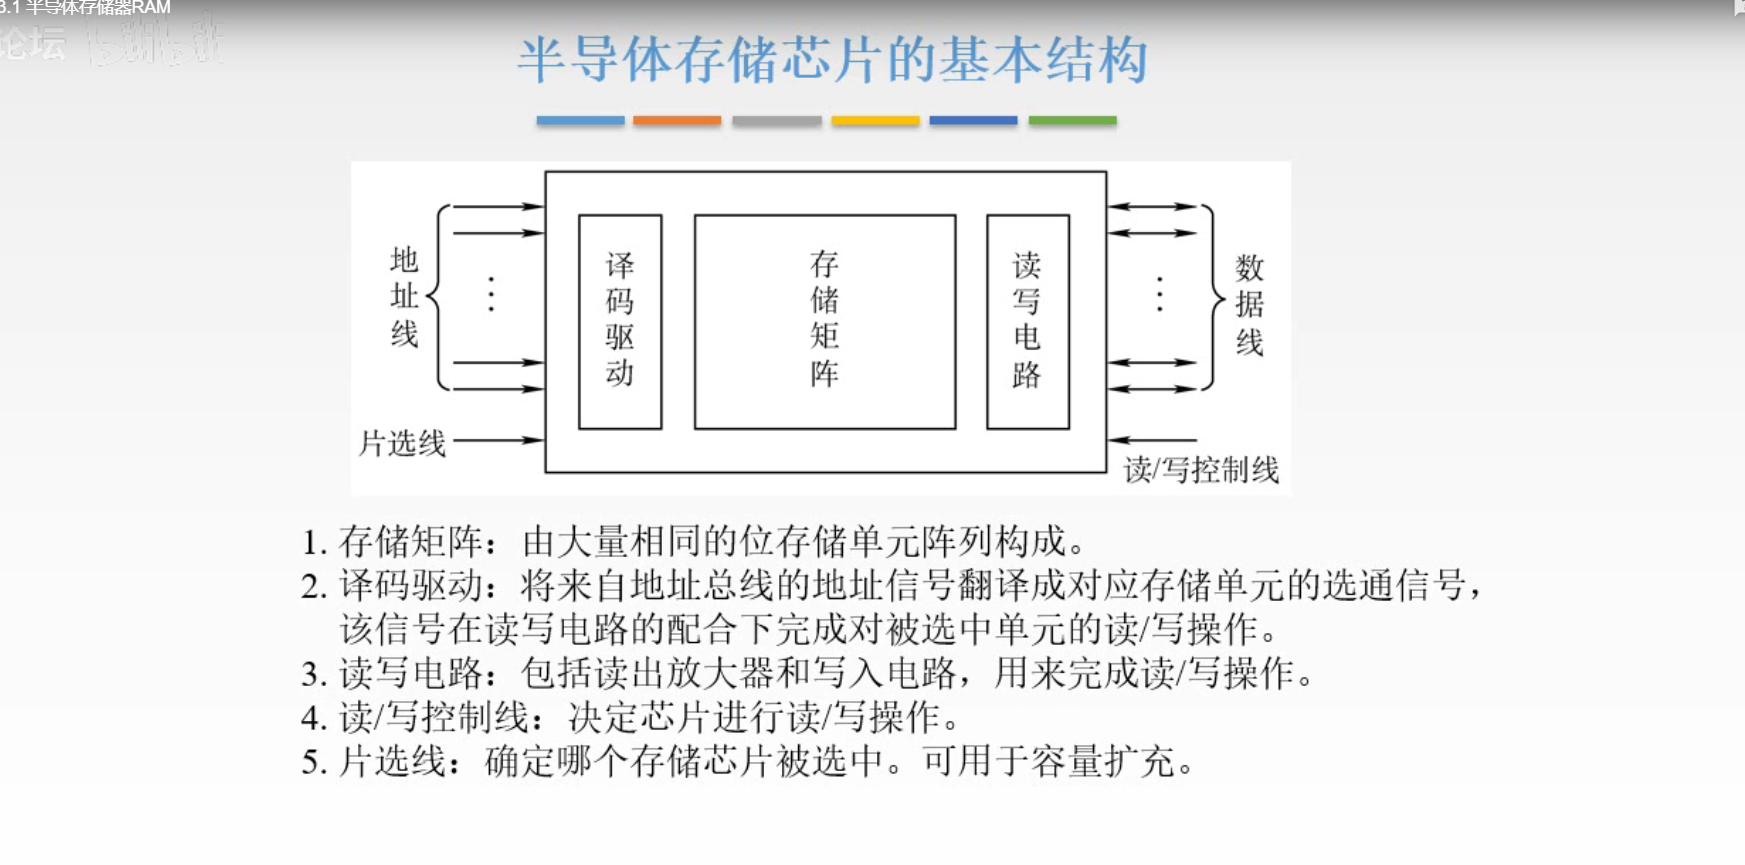 3.1 半导体存储器RAM
论坛 bilibili
半导体存储芯片的基本结构
地址线
译码驱动
存储矩阵
读写电路
数据线
片选线
读/写控制线
1. 存储矩阵：由大量相同的位存储单元阵列构成。
2. 译码驱动：将来自地址总线的地址信号翻译成对应存储单元的选通信号，
该信号在读写电路的配合下完成对被选中单元的读/写操作。
3. 读写电路：包括读出放大器和写入电路，用来完成读/写操作。
4. 读/写控制线：决定芯片进行读/写操作。
5. 片选线：确定哪个存储芯片被选中。可用于容量扩充。